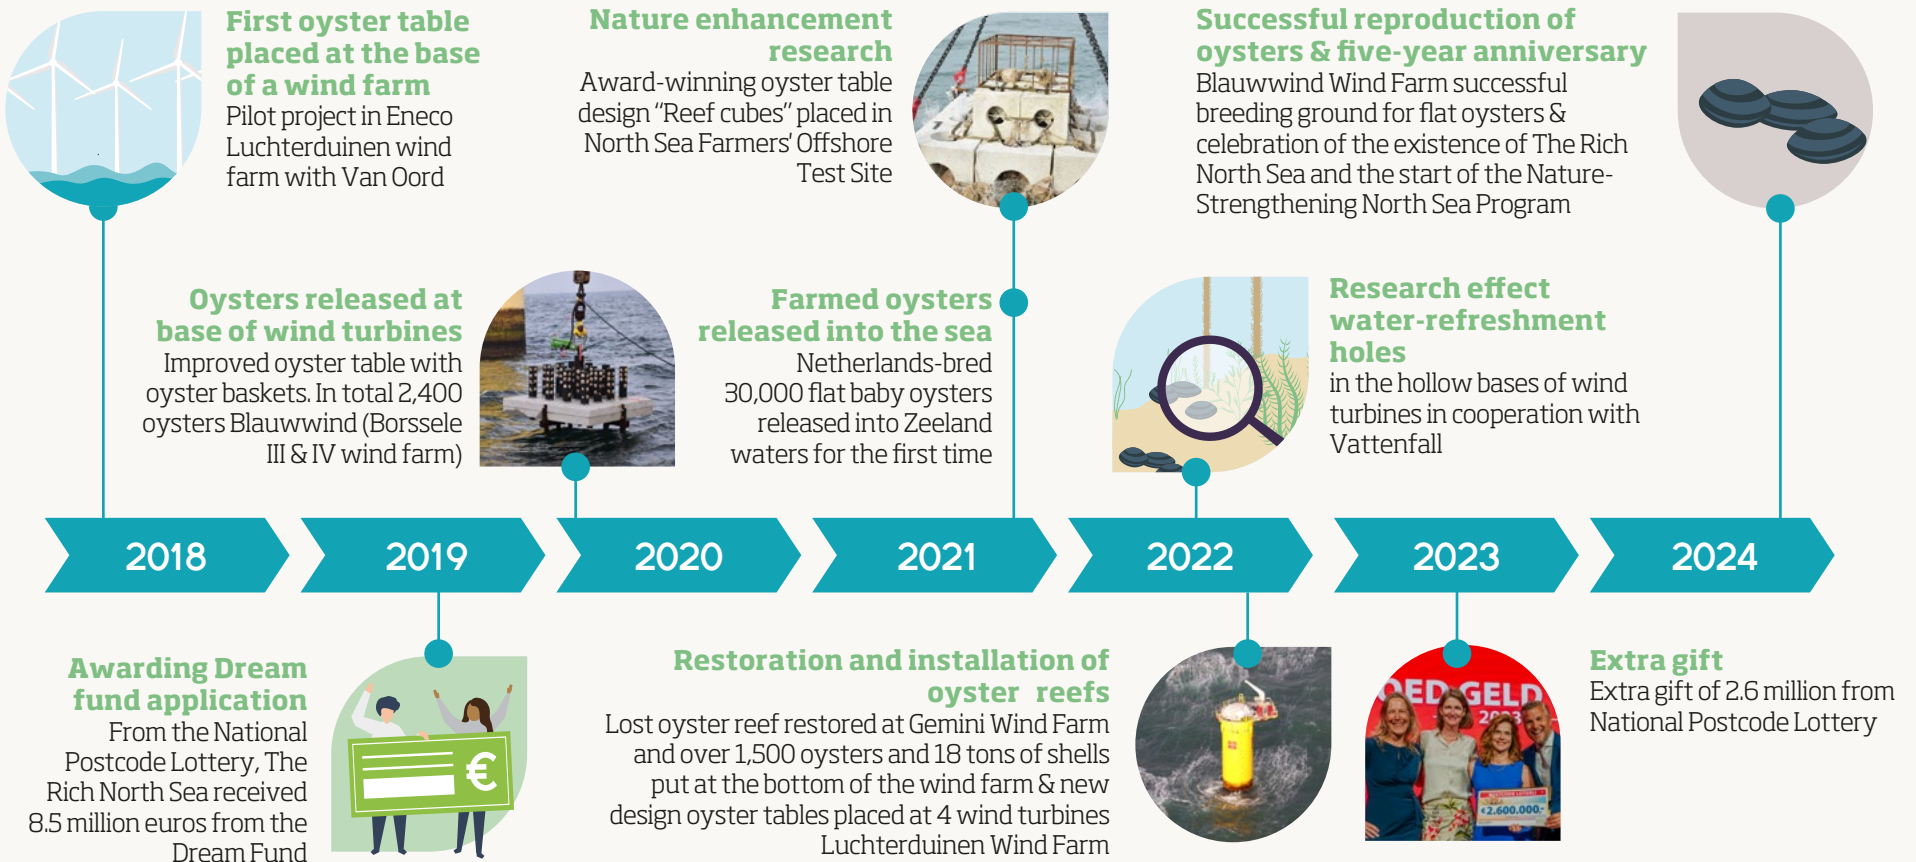 First oyster table
placed at the base
of a wind farm
Pilot project in Eneco
Luchterduinen wind
farm with Van Oord
Nature enhancement
research
Award-winning oyster table
design “Reef cubes” placed in
North Sea Farmers’ Offshore
Test Site
Successful reproduction of
oysters & five-year anniversary
Blauwwind Wind Farm successful
breeding ground for flat oysters &
celebration of the existence of The Rich
North Sea and the start of the Nature-
Strengthening North Sea Program
Oysters released at
base of wind turbines
Improved oyster table with
oyster baskets. In total 2,400
oysters Blauwwind (Borssele
III & IV wind farm)
Farmed oysters
released into the sea
Netherlands-bred
30,000 flat baby oysters
released into Zeeland
waters for the first time
Research effect
water-refreshment
holes
in the hollow bases of wind
turbines in cooperation with
Vattenfall
2018
2019
2020
2021
2022
2023
2024
Awarding Dream
fund application
From the National
Postcode Lottery, The
Rich North Sea received
8.5 million euros from the
Dream Fund
€
Restoration and installation of
oyster reefs
Lost oyster reef restored at Gemini Wind Farm
and over 1,500 oysters and 18 tons of shells
put at the bottom of the wind farm & new
design oyster tables placed at 4 wind turbines
Luchterduinen Wind Farm
OED GELD
2023
€2.600.000,-
Extra gift
Extra gift of 2.6 million from
National Postcode Lottery